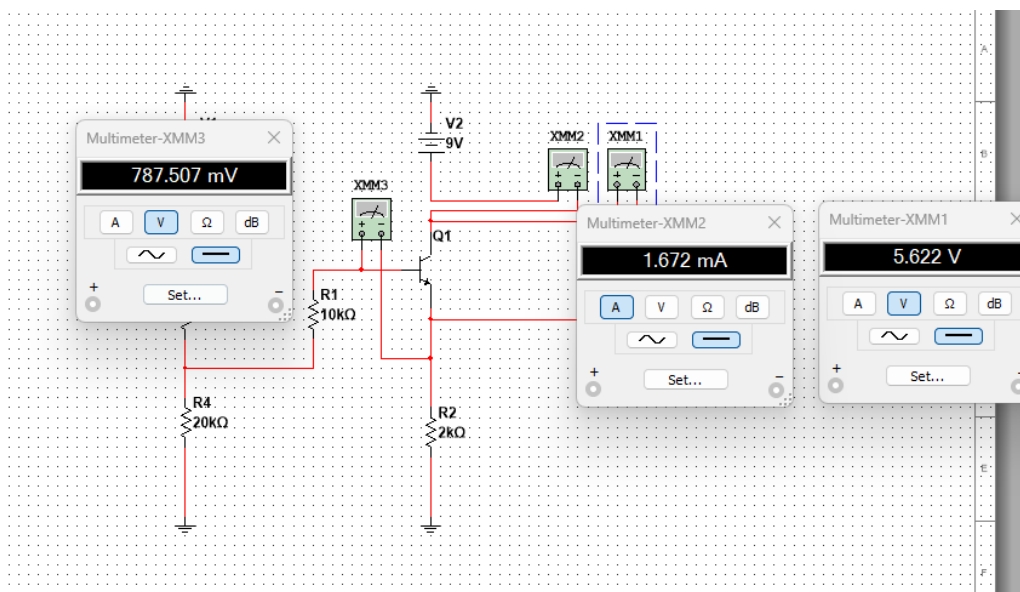 A
V2
9V
XMM2
XMM1
B
Multimeter-XMM3
787.507 mV
A V Ω dB
Set...
+
−
XMM3
+ −
Q1
R1
10kΩ
Multimeter-XMM2
1.672 mA
A V Ω dB
Set...
+
−
Multimeter-XMM1
5.622 V
A V Ω dB
Set...
+
R4
20kΩ
R2
2kΩ
E
F